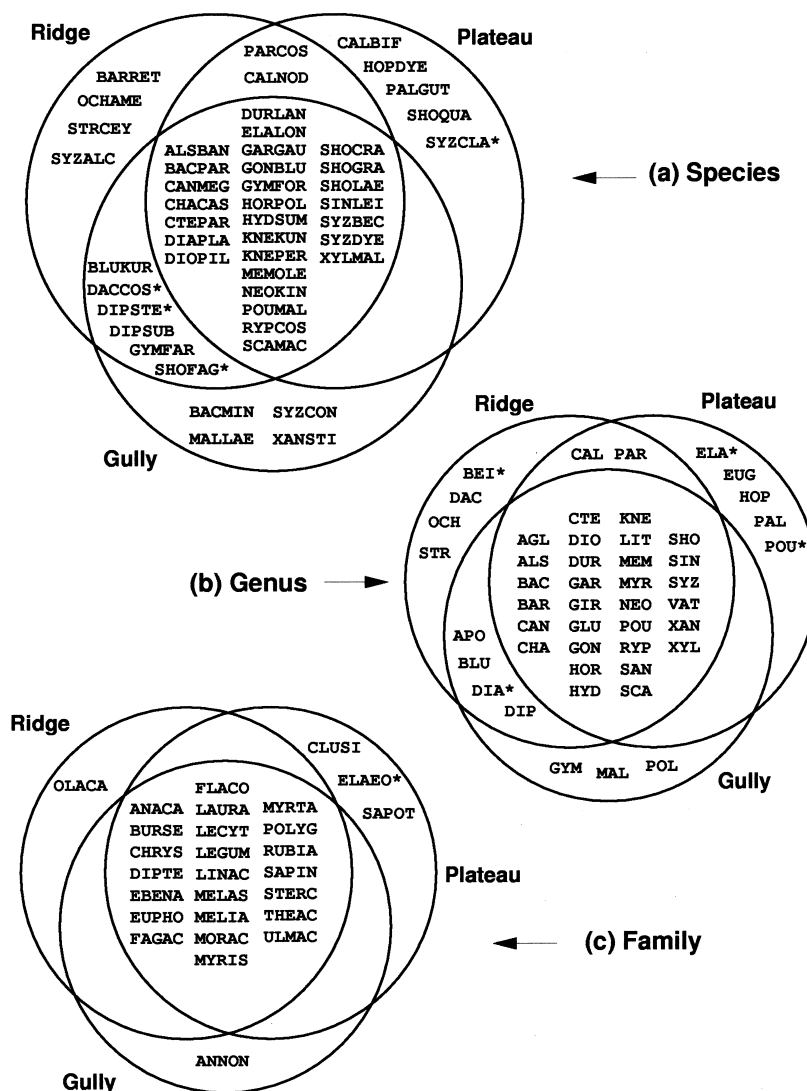 Ridge
Plateau
PARCOS
CALNOD
BARRET
OCHAME
STRCEY
SYZALC
CALBIF
HOPDYE
PALGUT
SHOQUA
SYZCLA*
DURLAN
ELALON
ALSBAN GARGAU SHOCRA
BACPAR GONBLU SHOGRA
CANMEG GYMFOR SHOLAE
CHACAS HORPOL SINLEI
CTEPAR HYDSUM SYZBEC
DIAPLA KNEKUN SYZDYE
DIOPIL KNEPER XYLMAL
MEMOLE
NEOKIN
POUMAL
RYPCOS
SCAMAC
BLUKUR
DACCOS*
DIPSTE*
DIPSUB
GYMFAR
SHOFAG*
BACMIN SYZCON
MALLAE XANSTI
Gully
(a) Species
Ridge
Plateau
CAL PAR
BEI*
DAC
OCH
STR
ELA*
EUG
HOP
PAL
POU*
CTE KNE
AGL DIO LIT SHO
ALS DUR MEM SIN
BAC GAR MYR SYZ
BAR GIR NEO VAT
CAN GLU POU XAN
CHA GON RYP XYL
HOR SAN
HYD SCA
APO
BLU
DIA*
DIP
GYM MAL POL
Gully
(b) Genus
Ridge
OLACA
CLUSI
ELAEO*
SAPOT
FLACO
ANACA LAURA MYRTA
BURSE LECYT POLYG
CHRYS LEGUM RUBIA
DIPTE LINAC SAPIN
EBENA MELAS STERC
EUPHO MELIA THEAC
FAGAC MORAC ULMAC
MYRIS
Plateau
(c) Family
ANNON
Gully